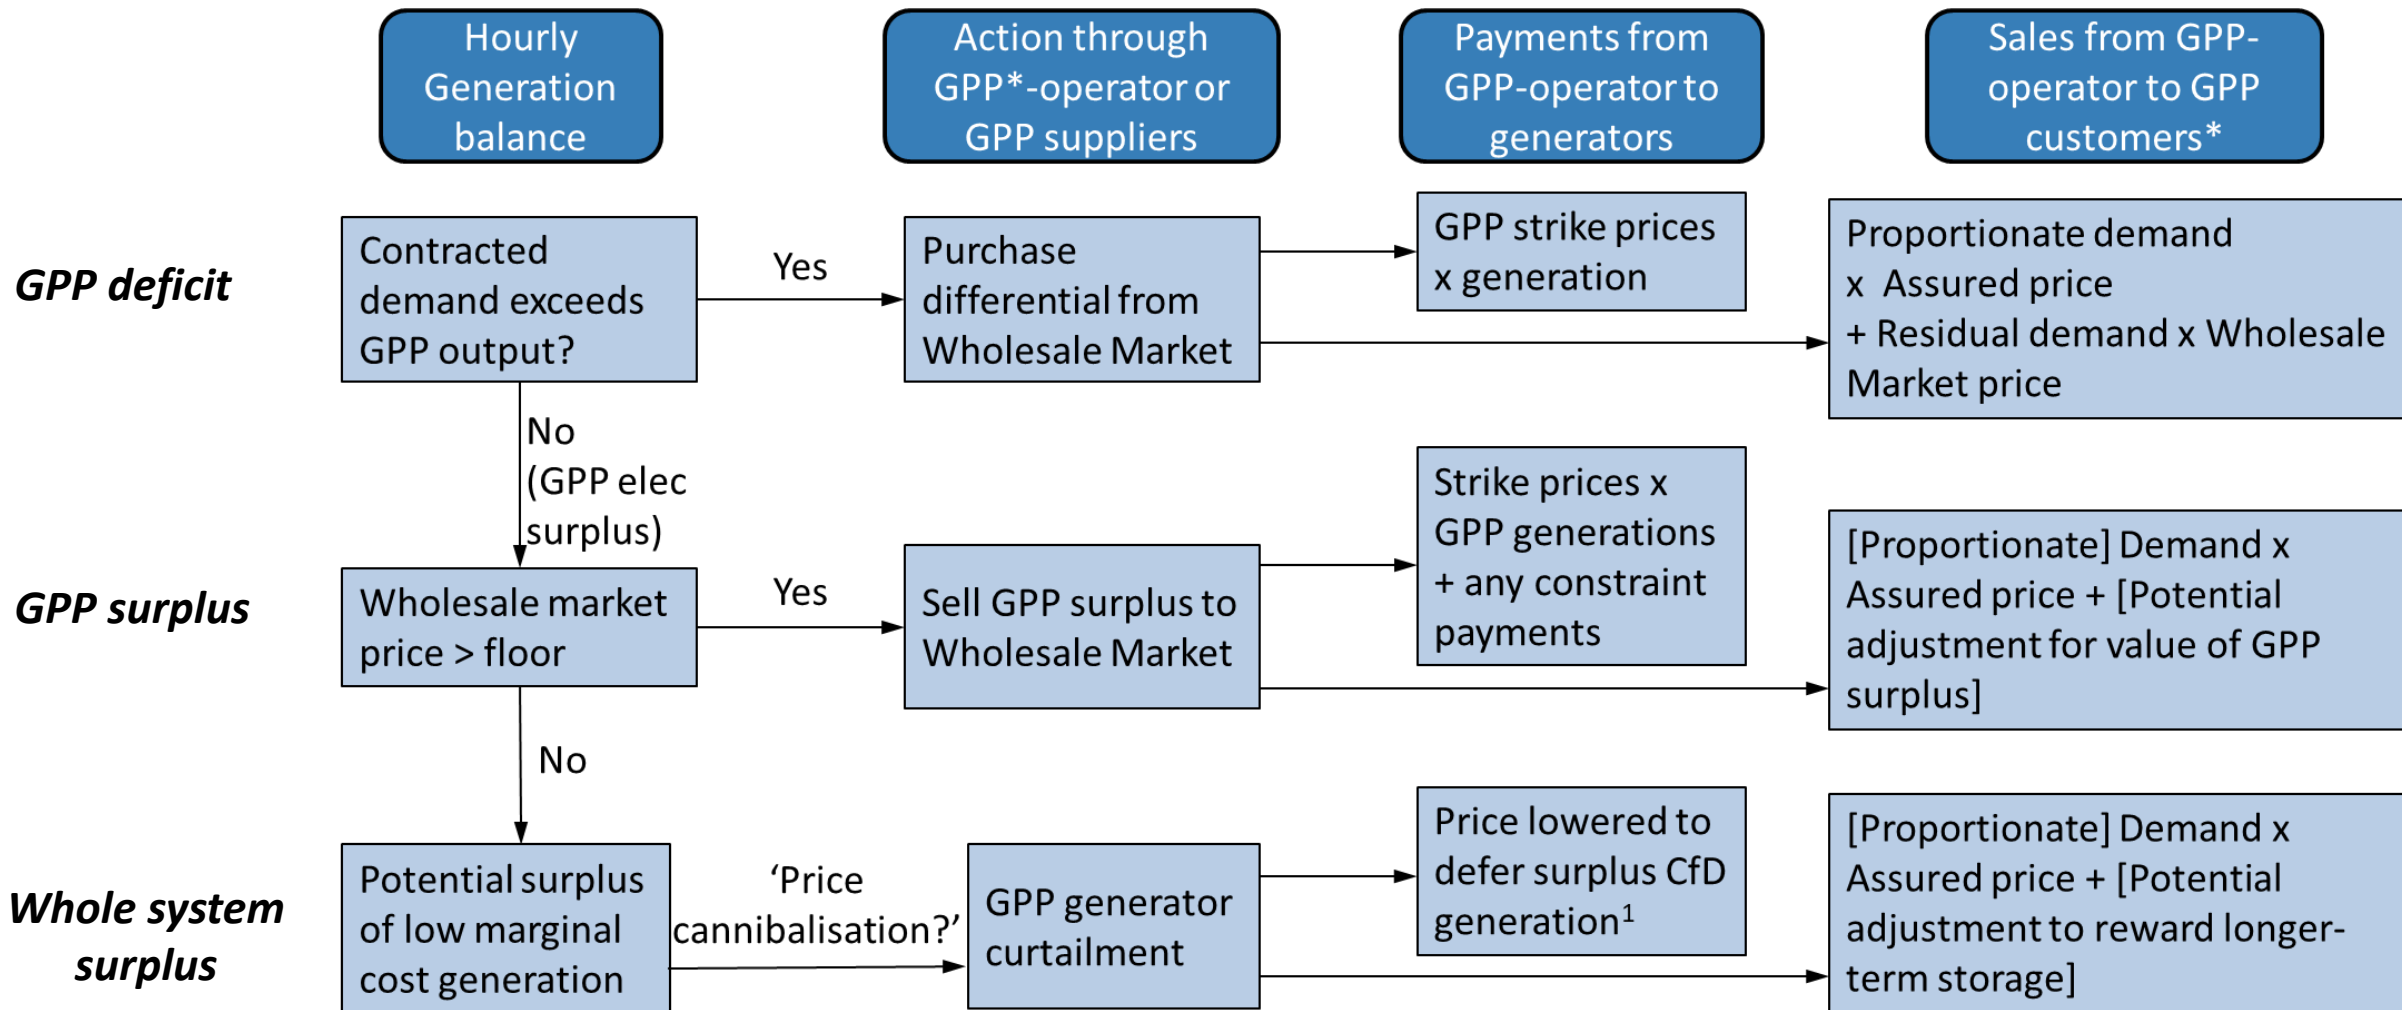 Hourly
Generation
balance
Action through
GPP*-operator or
GPP suppliers
Payments from
GPP-operator to
generators
Sales from GPP-
operator to GPP
customers*
GPP deficit
Contracted
demand exceeds
GPP output?
Yes
Purchase
differential from
Wholesale Market
GPP strike prices
x generation
Proportionate demand
x Assured price
+ Residual demand x Wholesale
Market price
No
(GPP elec
surplus)
GPP surplus
Wholesale market
price > floor
Yes
Sell GPP surplus to
Wholesale Market
Strike prices x
GPP generations
+ any constraint
payments
[Proportionate] Demand x
Assured price + [Potential
adjustment for value of GPP
surplus]
No
Whole system
surplus
Potential surplus
of low marginal
cost generation
‘Price
cannibalisation?’
GPP generator
curtailment
Price lowered to
defer surplus CfD
generation¹
[Proportionate] Demand x
Assured price + [Potential
adjustment to reward longer-
term storage]